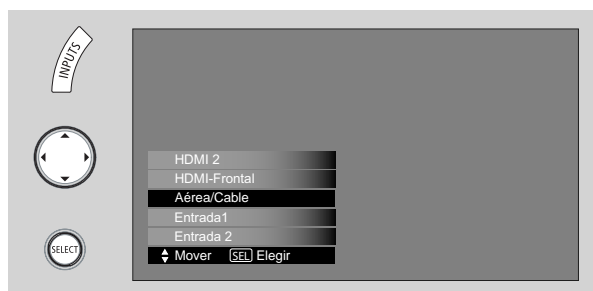 INPUTS
HDMI 2
HDMI-Frontal
Aérea/Cable
Entrada1
Entrada 2
Mover SEL Elegir
SELECT